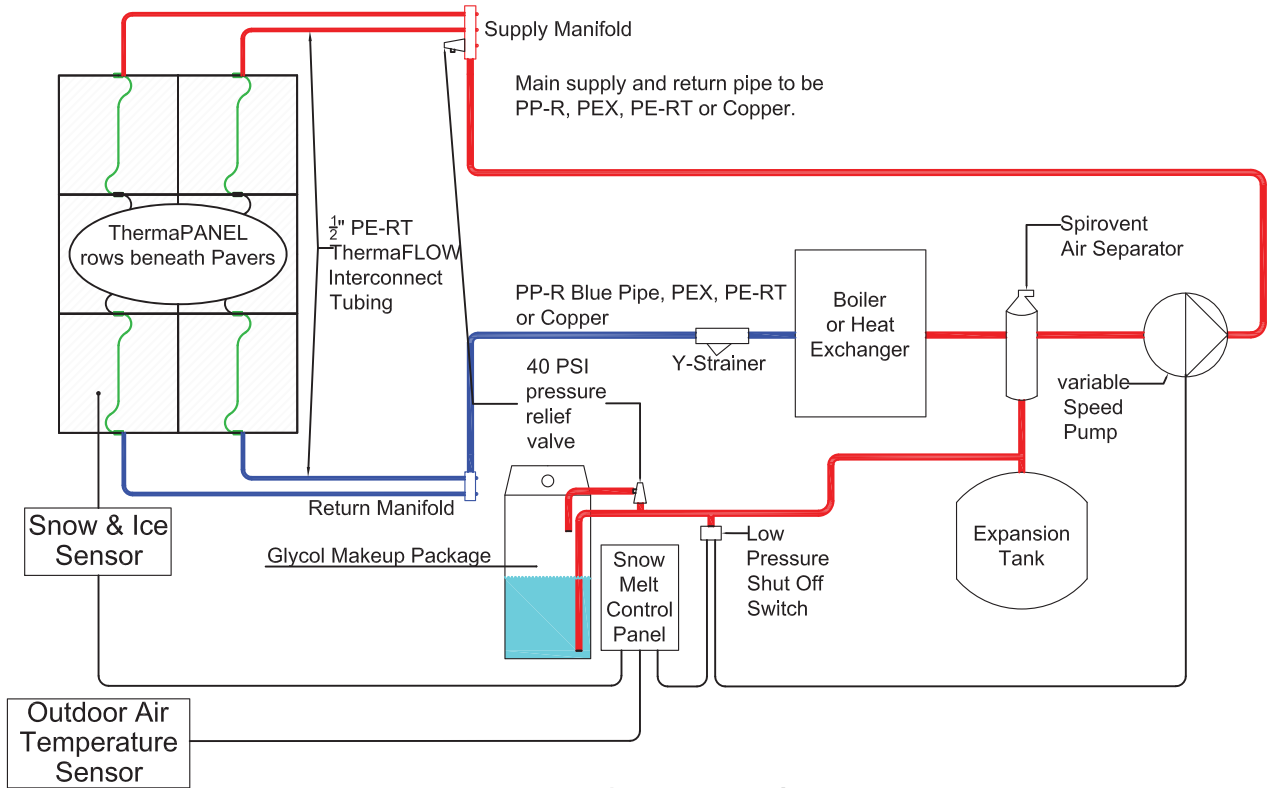 Supply Manifold
Main supply and return pipe to be
PP-R, PEX, PE-RT or Copper.
ThermaPANEL
rows beneath Pavers
1/2" PE-RT
ThermaFLOW
Interconnect
Tubing
Spirovent
Air Separator
PP-R Blue Pipe, PEX, PE-RT
or Copper
Boiler
or Heat
Exchanger
Y-Strainer
40 PSI
pressure
relief
valve
variable
Speed
Pump
Return Manifold
Snow & Ice
Sensor
Glycol Makeup Package
Snow
Melt
Control
Panel
Low
Pressure
Shut Off
Switch
Expansion
Tank
Outdoor Air
Temperature
Sensor